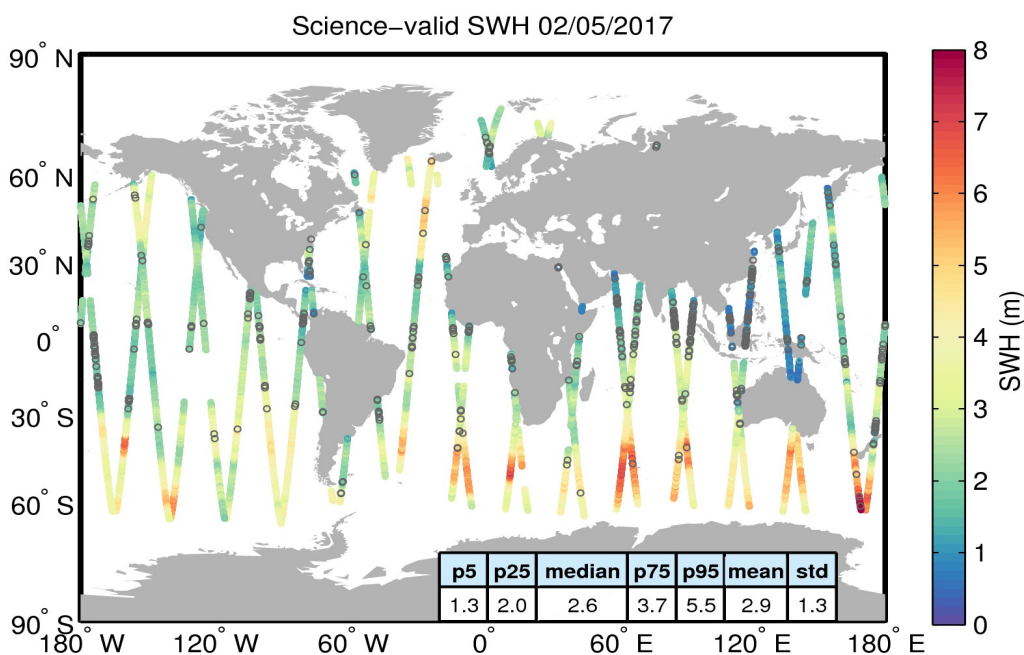 Science−valid SWH 02/05/2017
90° N
60° N
30° N
0°
30° S
60° S
90° S
180° W
120° W
60° W
0°
60° E
120° E
180° E
p5 p25 median p75 p95 mean std
1.3 2.0 2.6 3.7 5.5 2.9 1.3
8
7
6
5
4
3
2
1
0
SWH (m)